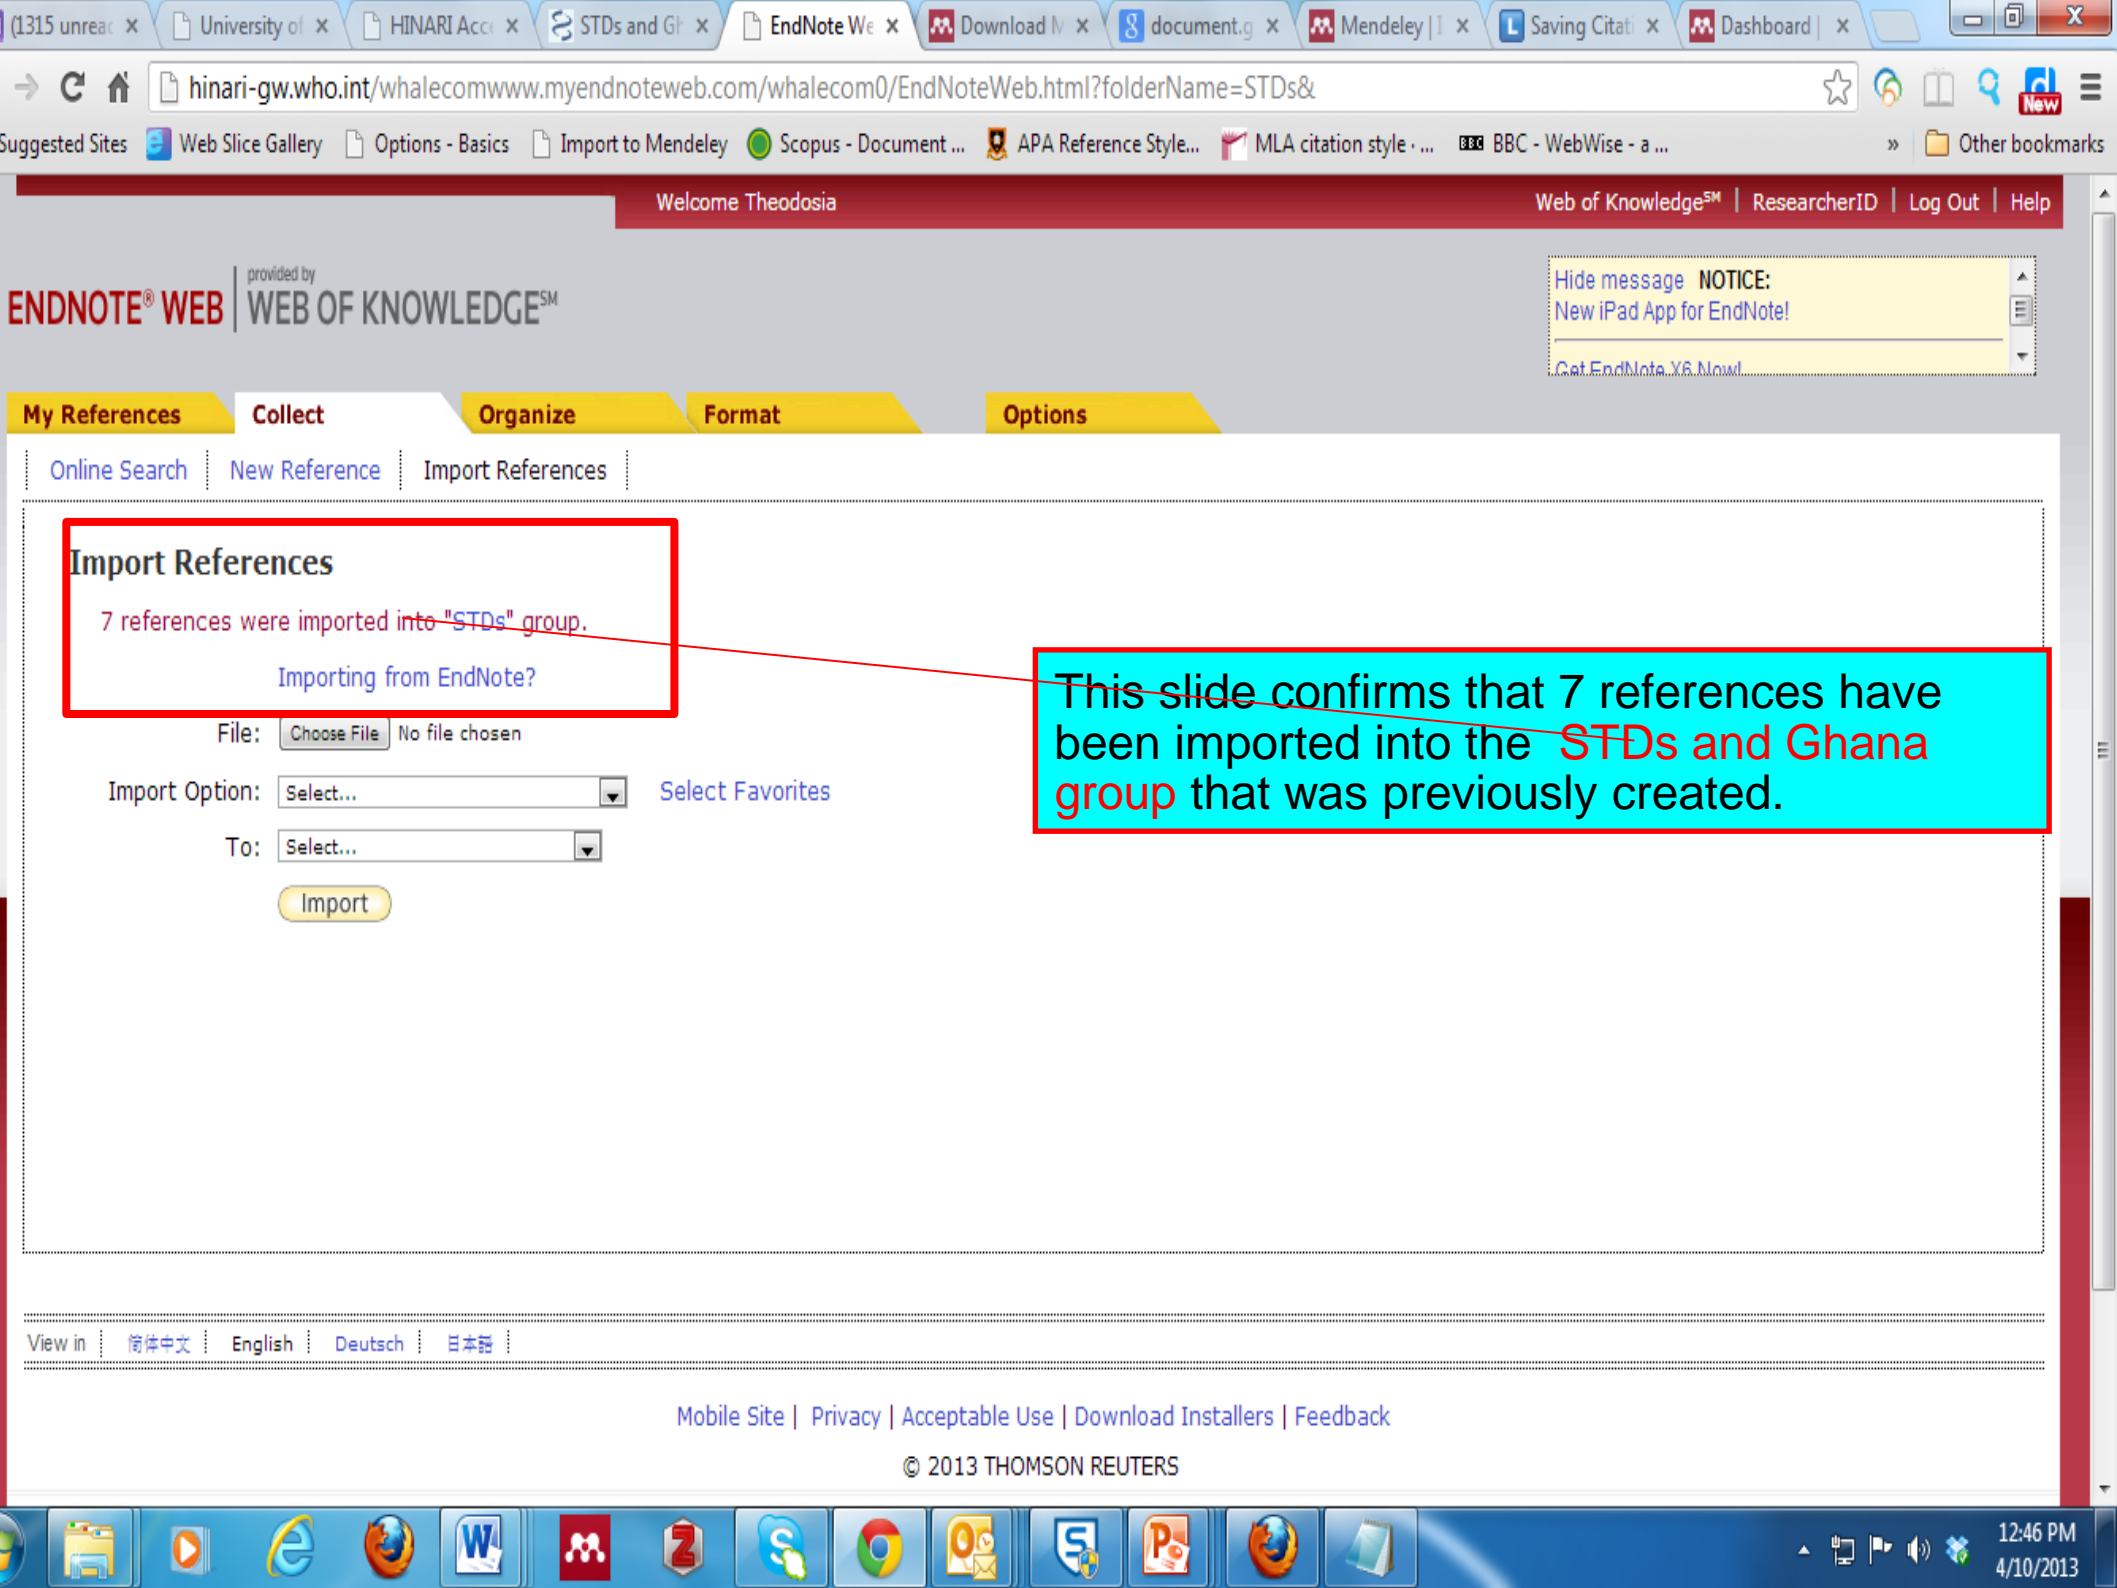 (1315 unreac
University of
HINARI Acce
STDs and Gh
EndNote We
Download M
document.g
Mendeley | I
Saving Citati
Dashboard |
hinari-gw.who.int/whalecomwww.myendnoteweb.com/whalecom0/EndNoteWeb.html?folderName=STDs&
New
Suggested Sites
Web Slice Gallery
Options - Basics
Import to Mendeley
Scopus - Document ...
APA Reference Style...
MLA citation style · ...
BBC BBC - WebWise - a ...
»
Other bookmarks
Welcome Theodosia
Web of Knowledge℠ | ResearcherID | Log Out | Help
ENDNOTE® WEB
provided by
WEB OF KNOWLEDGE℠
Hide message NOTICE:
New iPad App for EndNote!
Get EndNote X6 Now!
My References
Collect
Organize
Format
Options
Online Search
New Reference
Import References
Import References
7 references were imported into "STDs" group.
Importing from EndNote?
File: Choose File No file chosen
Import Option: Select... Select Favorites
To: Select...
Import
This slide confirms that 7 references have
been imported into the STDs and Ghana
group that was previously created.
View in 简体中文 English Deutsch 日本語
Mobile Site | Privacy | Acceptable Use | Download Installers | Feedback
© 2013 THOMSON REUTERS
12:46 PM
4/10/2013